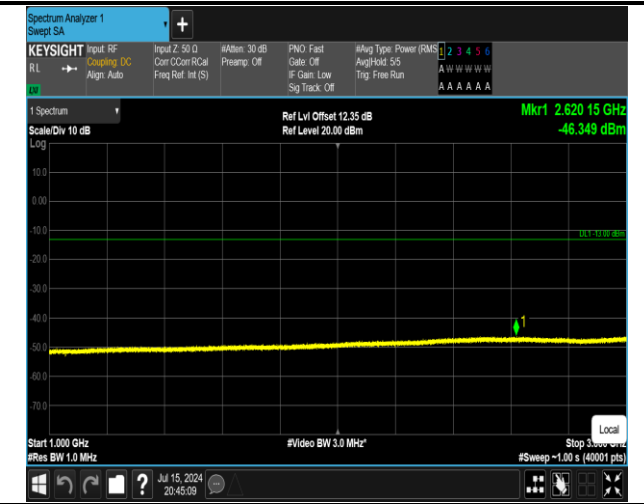 Spectrum Analyzer 1
Swept SA
+
KEYSIGHT Input: RF
RL
Coupling: DC
Align: Auto
Input Z: 50 Ω
Corr CCorr RCal
Freq Ref: Int (S)
#Atten: 30 dB
Preamp: Off
PNO: Fast
Gate: Off
IF Gain: Low
Sig Track: Off
#Avg Type: Power (RMS
Avg|Hold: 5/5
Trig: Free Run
1 2 3 4 5 6
A W W W W W
A A A A A A
1 Spectrum
Scale/Div 10 dB
Log
Ref Lvl Offset 12.35 dB
Ref Level 20.00 dBm
Mkr1 2.620 15 GHz
-46.349 dBm
10.0
0.00
-10.0
DL1 -13.00 dBm
-20.0
-30.0
-40.0
1
-50.0
-60.0
-70.0
Local
Start 1.000 GHz
#Res BW 1.0 MHz
#Video BW 3.0 MHz*
Stop
#Sweep ~1.00 s (40001 pts)
?
Jul 15, 2024
20:45:09